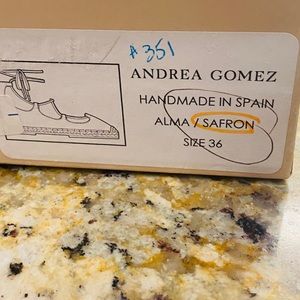 #351
ANDREA GOMEZ
HANDMADE IN SPAIN
ALMA / SAFRON
SIZE 36